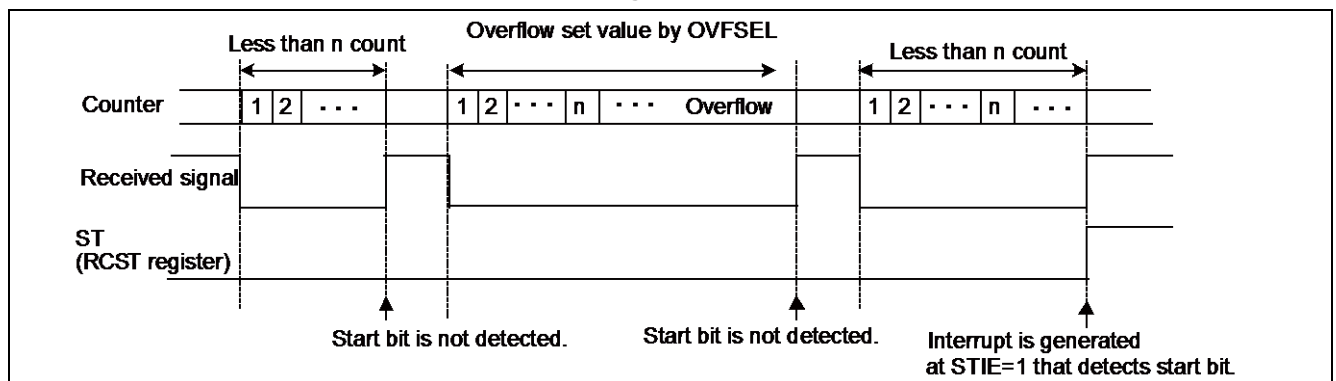 Overflow set value by OVFSEL
Less than n count
Less than n count
Counter 1 2 ··· 1 2 ··· n ··· Overflow 1 2 ··· n ···
Received signal
ST
(RCST register)
Start bit is not detected.
Start bit is not detected.
Interrupt is generated
at STIE=1 that detects start bit.